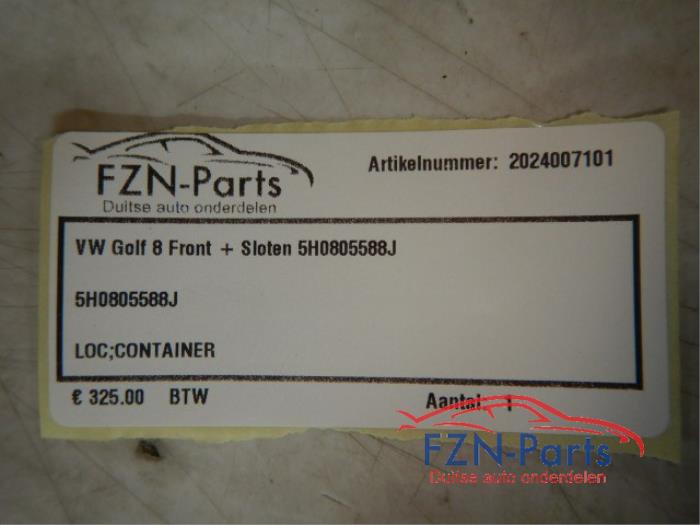 FZN-Parts
Duitse auto onderdelen
Artikelnummer: 2024007101
VW Golf 8 Front + Sloten 5H0805588J
5H0805588J
LOC;CONTAINER
€ 325.00 BTW
Aantal: 1
FZN-Parts
Duitse auto onderdelen